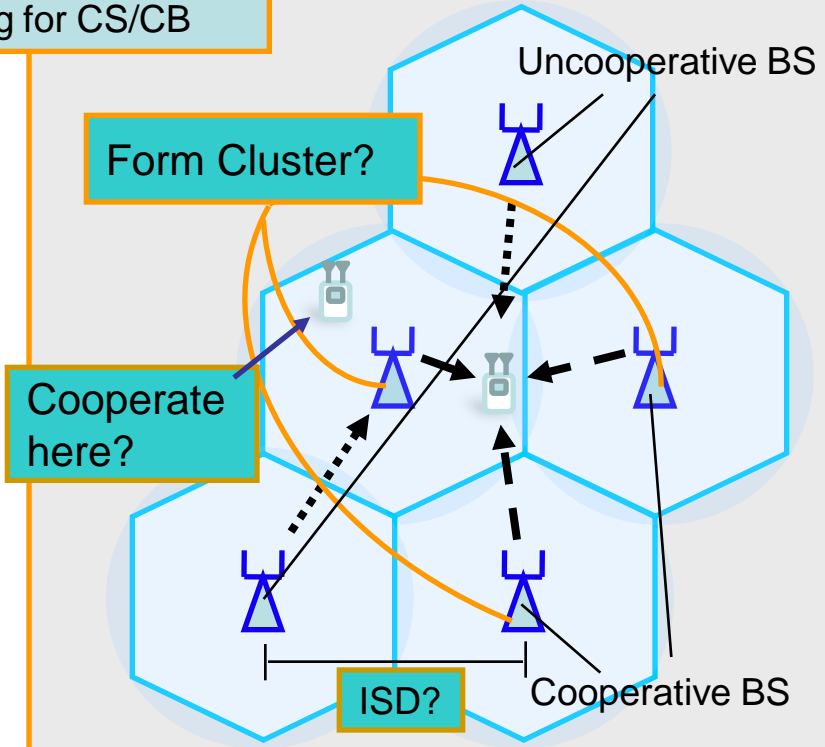 g for CS/CB
Uncooperative BS
Form Cluster?
Cooperate
here?
ISD?
Cooperative BS